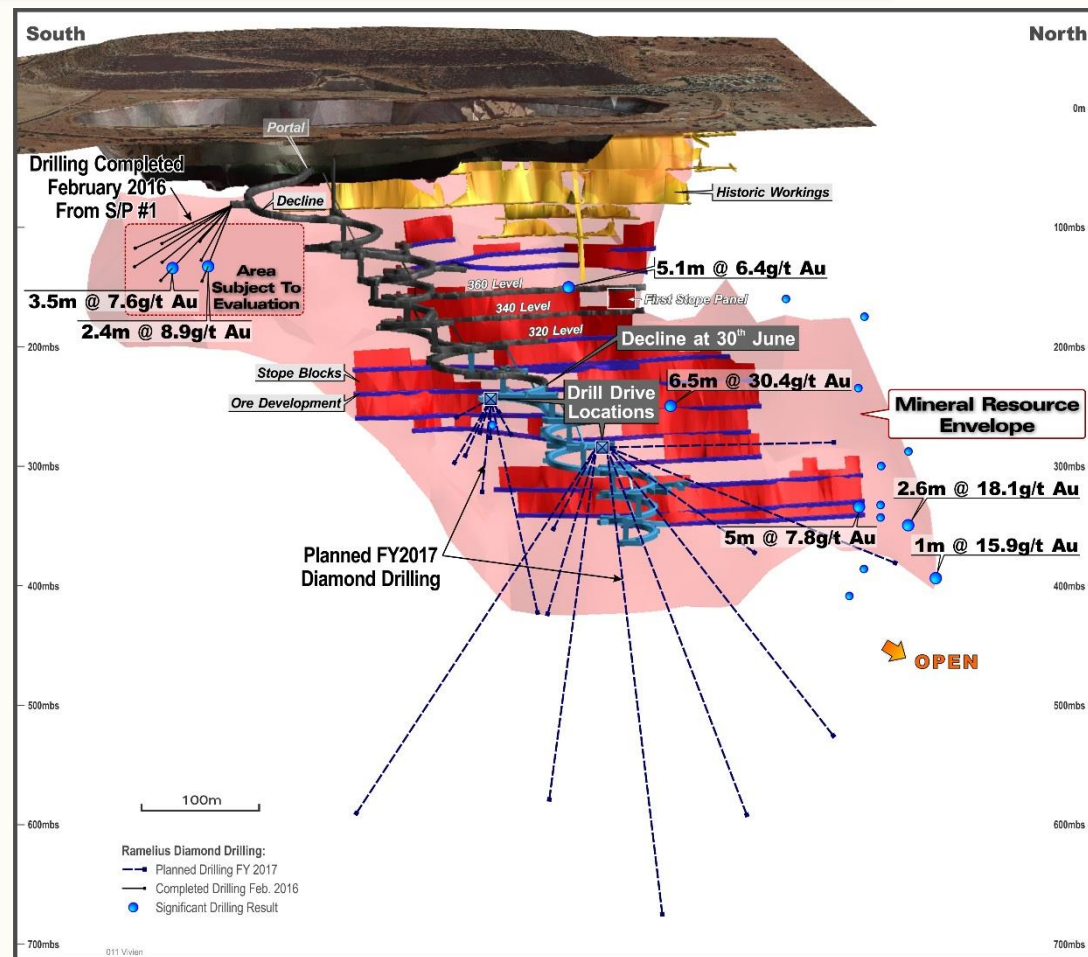 South
North
0m
Portal
Drilling Completed
February 2016
From S/P #1
Decline
Historic Workings
100mbs
100mbs
Area
Subject To
Evaluation
5.1m @ 6.4g/t Au
3.5m @ 7.6g/t Au
2.4m @ 8.9g/t Au
360 Level
First Stope Panel
340 Level
320 Level
Decline at 30th June
200mbs
200mbs
Stope Blocks
Ore Development
6.5m @ 30.4g/t Au
Drill Drive
Locations
Mineral Resource
Envelope
300mbs
300mbs
2.6m @ 18.1g/t Au
5m @ 7.8g/t Au
1m @ 15.9g/t Au
Planned FY2017
Diamond Drilling
400mbs
400mbs
OPEN
500mbs
500mbs
100m
600mbs
600mbs
Ramelius Diamond Drilling:
Planned Drilling FY 2017
Completed Drilling Feb. 2016
Significant Drilling Result
700mbs
700mbs
011 Vivien